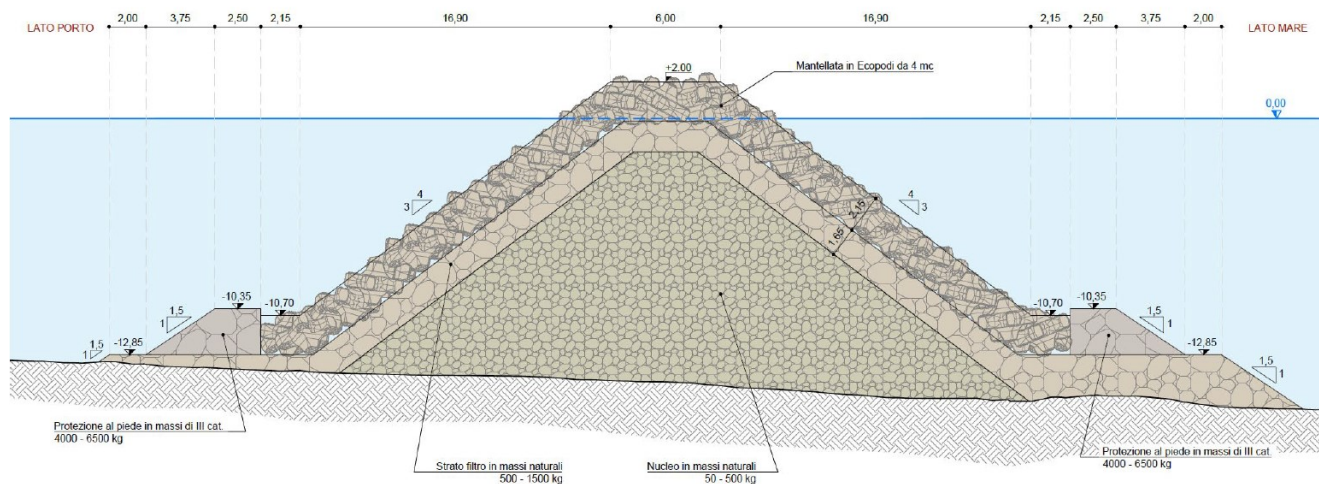 2,00 3,75 2,50 2,15 16,90 6,00 16,90 2,15 2,50 3,75 2,00
LATO PORTO
LATO MARE
+2.00
Mantellata in Ecopodi da 4 mc
0,00
4
3
4
3
2,15
1,65
-10,35
-10,70
-10,70
-10,35
1,5
1
1,5
1
1,5
1
-12,85
-12,85
1,5
1
Protezione al piede in massi di III cat.
4000 - 6500 kg
Strato filtro in massi naturali
500 - 1500 kg
Nucleo in massi naturali
50 - 500 kg
Protezione al piede in massi di III cat.
4000 - 6500 kg